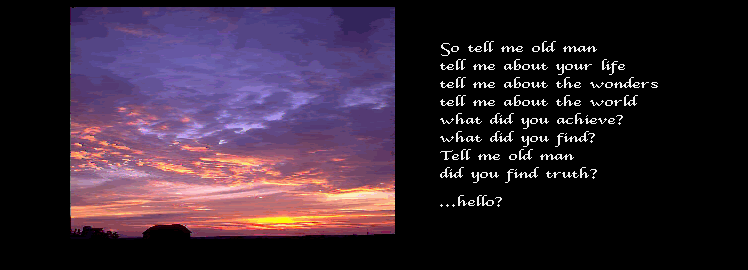 So tell me old man
tell me about your life
tell me about the wonders
tell me about the world
what did you achieve?
what did you find?
Tell me old man
did you find truth?
...hello?